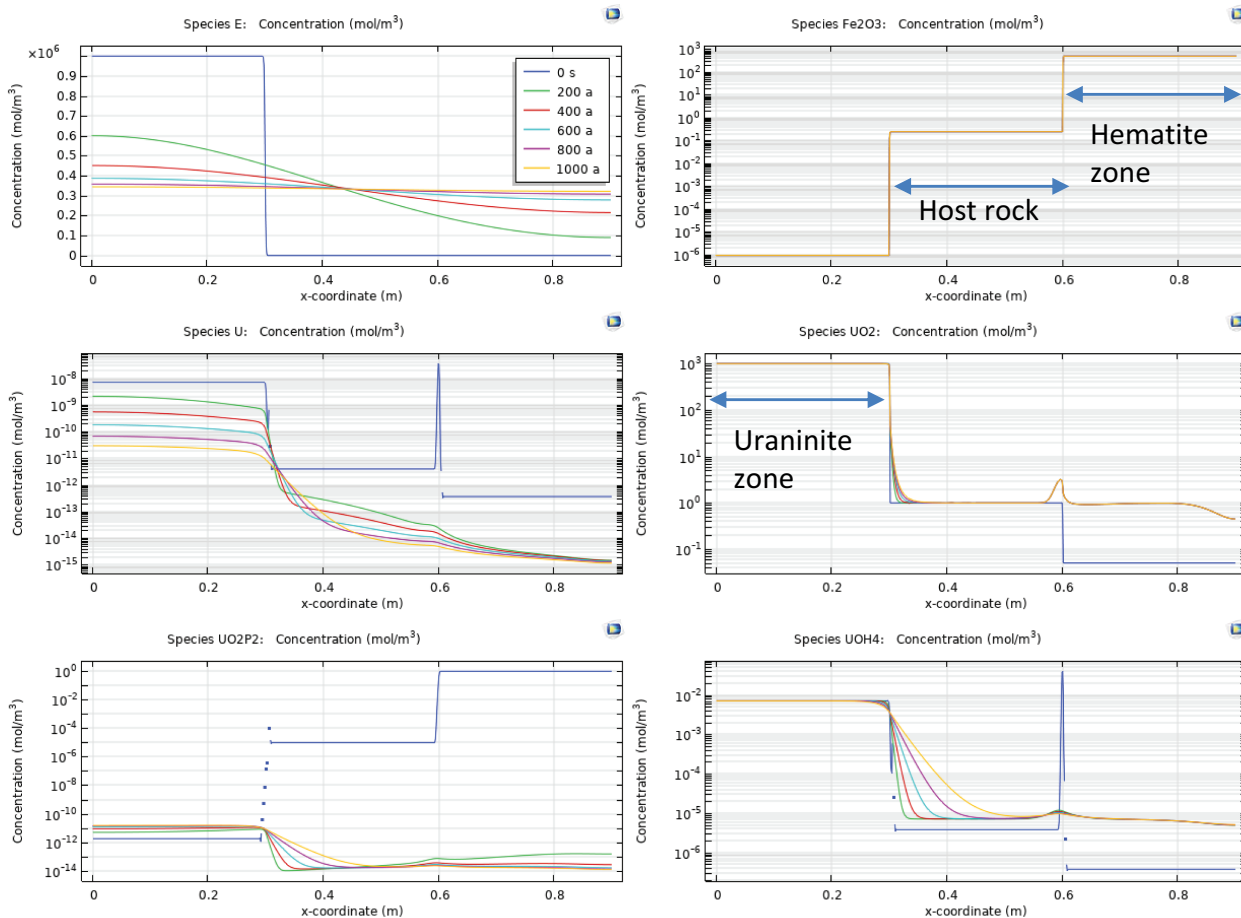 Species E: Concentration (mol/m³)
×10⁶
0.9
0.8
0.7
0.6
0.5
0.4
0.3
0.2
0.1
0
Concentration (mol/m³)
0 s
200 a
400 a
600 a
800 a
1000 a
0 0.2 0.4 0.6 0.8
x-coordinate (m)
Species Fe2O3: Concentration (mol/m³)
10³
10²
10¹
10⁰
10⁻¹
10⁻²
10⁻³
10⁻⁴
10⁻⁵
10⁻⁶
Concentration (mol/m³)
Hematite
zone
Host rock
0 0.2 0.4 0.6 0.8
x-coordinate (m)
Species U: Concentration (mol/m³)
10⁻⁸
10⁻⁹
10⁻¹⁰
10⁻¹¹
10⁻¹²
10⁻¹³
10⁻¹⁴
10⁻¹⁵
Concentration (mol/m³)
0 0.2 0.4 0.6 0.8
x-coordinate (m)
Species UO2: Concentration (mol/m³)
10³
10²
10¹
10⁰
10⁻¹
Concentration (mol/m³)
Uraninite
zone
0 0.2 0.4 0.6 0.8
x-coordinate (m)
Species UO2P2: Concentration (mol/m³)
10⁰
10⁻²
10⁻⁴
10⁻⁶
10⁻⁸
10⁻¹⁰
10⁻¹²
10⁻¹⁴
Concentration (mol/m³)
0 0.2 0.4 0.6 0.8
x-coordinate (m)
Species UOH4: Concentration (mol/m³)
10⁻²
10⁻³
10⁻⁴
10⁻⁵
10⁻⁶
Concentration (mol/m³)
0 0.2 0.4 0.6 0.8
x-coordinate (m)